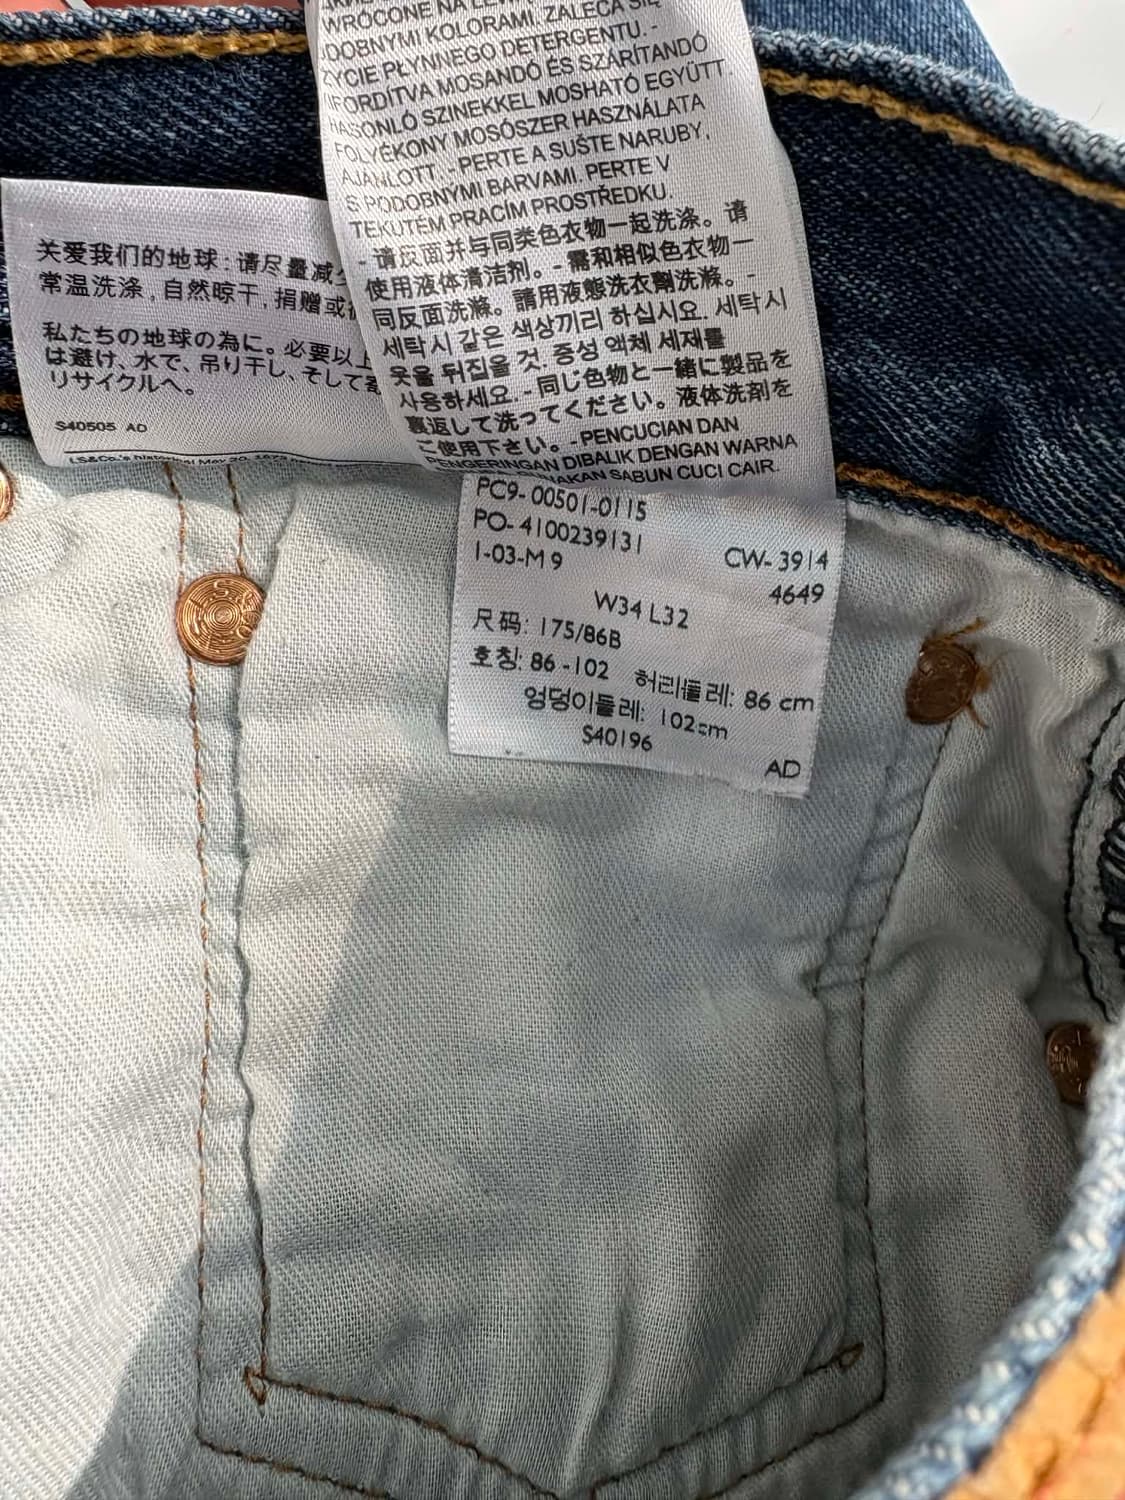 WRÓCONE NA
DOBNYMI KOLORAMI. ZALECA SIĘ
ŻYCIE PŁYNNEGO DETERGENTU. -
FORDÍTVA MOSANDÓ ÉS SZÁRÍTANDÓ
HASONLÓ SZINEKKEL MOSHATÓ EGYÜTT.
FOLYÉKONY MOSÓSZER HASZNÁLATA
AJÁNLOTT. - PERTE A SUŠTE NARUBY,
S PODOBNYMI BARVAMI. PERTE V
TEKUTÉM PRACÍM PROSTŘEDKU.
- 请反面并与同类色衣物一起洗涤。请
使用液体清洁剂。- 需和相似色衣物一
同反面洗滌。請用液態洗衣劑洗滌。 -
세탁시 같은 색상끼리 하십시요. 세탁시
옷을 뒤집을 것. 중성 액체 세제를
사용하세요. - 同じ色物と一緒に製品を
裏返して洗ってください。液体洗剤を
ご使用下さい。- PENCUCIAN DAN
PENGERINGAN DIBALIK DENGAN WARNA
SABUN CUCI CAIR.
关爱我们的地球：请尽量减
常温洗涤，自然晾干，捐赠或
私たちの地球の為に。必要以上
は避け、水で、吊り干し、そして
リサイクルへ。
S40505 AD
PC9- 00501-0115
PO- 4100239131
1-03-M 9
CW- 3914
4649
W34 L32
尺码: 175/86B
호칭: 86 -102 허리둘레: 86 cm
엉덩이둘레: 102cm
S40196
AD